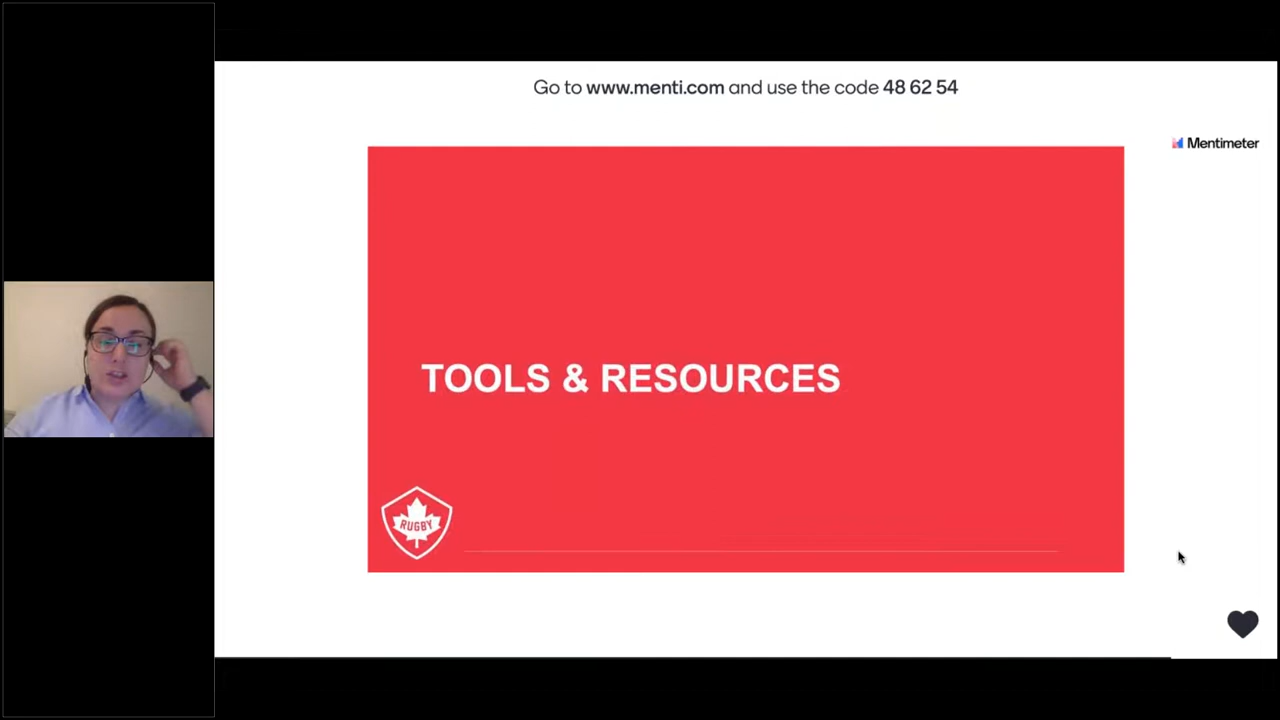 Go to www.menti.com and use the code 48 62 54
Mentimeter
TOOLS & RESOURCES
RUGBY